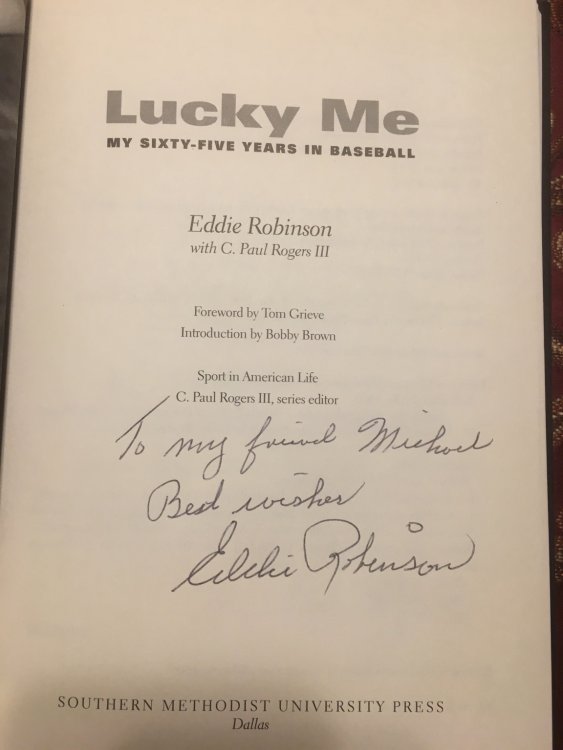 Lucky Me
MY SIXTY-FIVE YEARS IN BASEBALL
Eddie Robinson
with C. Paul Rogers III
Foreword by Tom Grieve
Introduction by Bobby Brown
Sport in American Life
C. Paul Rogers III, series editor
To my friend Michael
Best wishes
Eddie Robinson
SOUTHERN METHODIST UNIVERSITY PRESS
Dallas